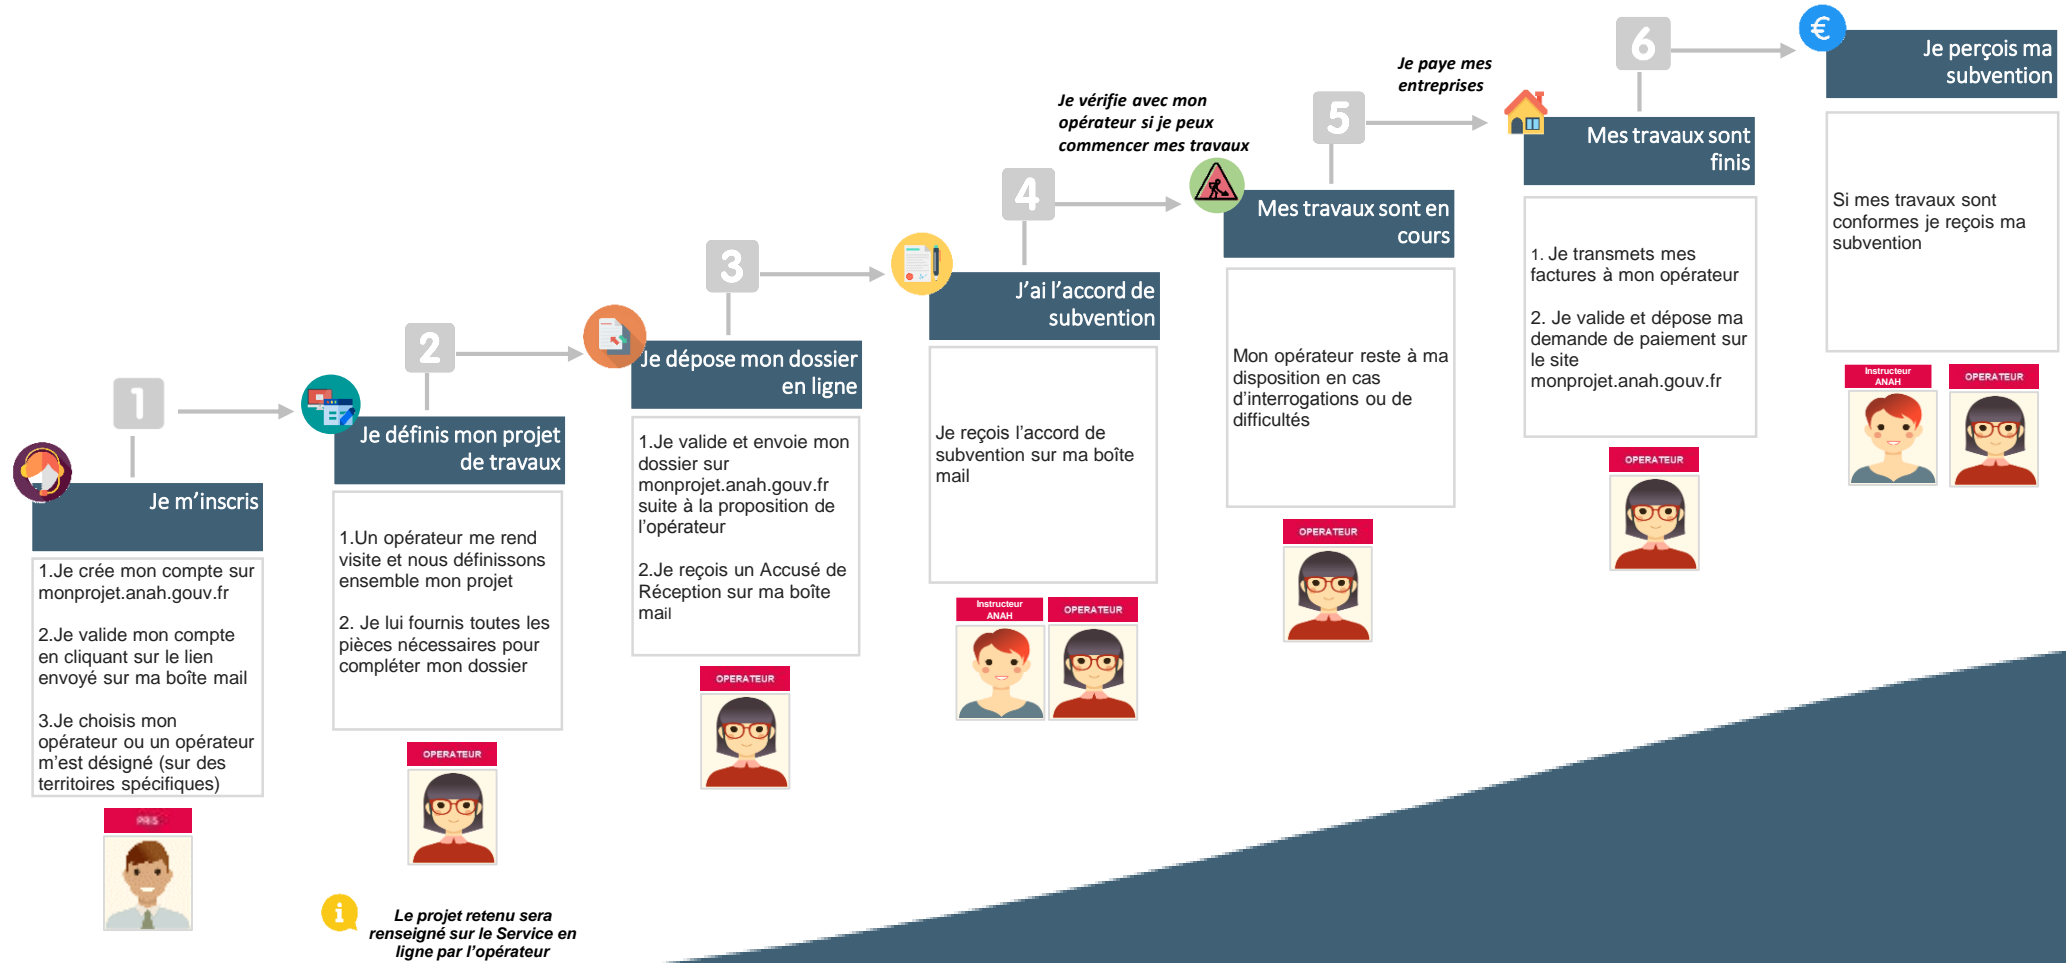 1
Je m’inscris
1.Je crée mon compte sur
monprojet.anah.gouv.fr
2.Je valide mon compte
en cliquant sur le lien
envoyé sur ma boîte mail
3.Je choisis mon
opérateur ou un opérateur
m’est désigné (sur des
territoires spécifiques)
PRIS
2
Je définis mon projet
de travaux
1.Un opérateur me rend
visite et nous définissons
ensemble mon projet
2. Je lui fournis toutes les
pièces nécessaires pour
compléter mon dossier
OPERATEUR
i
Le projet retenu sera
renseigné sur le Service en
ligne par l’opérateur
3
Je dépose mon dossier
en ligne
1.Je valide et envoie mon
dossier sur
monprojet.anah.gouv.fr
suite à la proposition de
l’opérateur
2.Je reçois un Accusé de
Réception sur ma boîte
mail
OPERATEUR
4
J’ai l’accord de
subvention
Je reçois l’accord de
subvention sur ma boîte
mail
Instructeur
ANAH
OPERATEUR
Je vérifie avec mon
opérateur si je peux
commencer mes travaux
5
Mes travaux sont en
cours
Mon opérateur reste à ma
disposition en cas
d’interrogations ou de
difficultés
OPERATEUR
Je paye mes
entreprises
6
Mes travaux sont
finis
1. Je transmets mes
factures à mon opérateur
2. Je valide et dépose ma
demande de paiement sur
le site
monprojet.anah.gouv.fr
OPERATEUR
€
Je perçois ma
subvention
Si mes travaux sont
conformes je reçois ma
subvention
Instructeur
ANAH
OPERATEUR